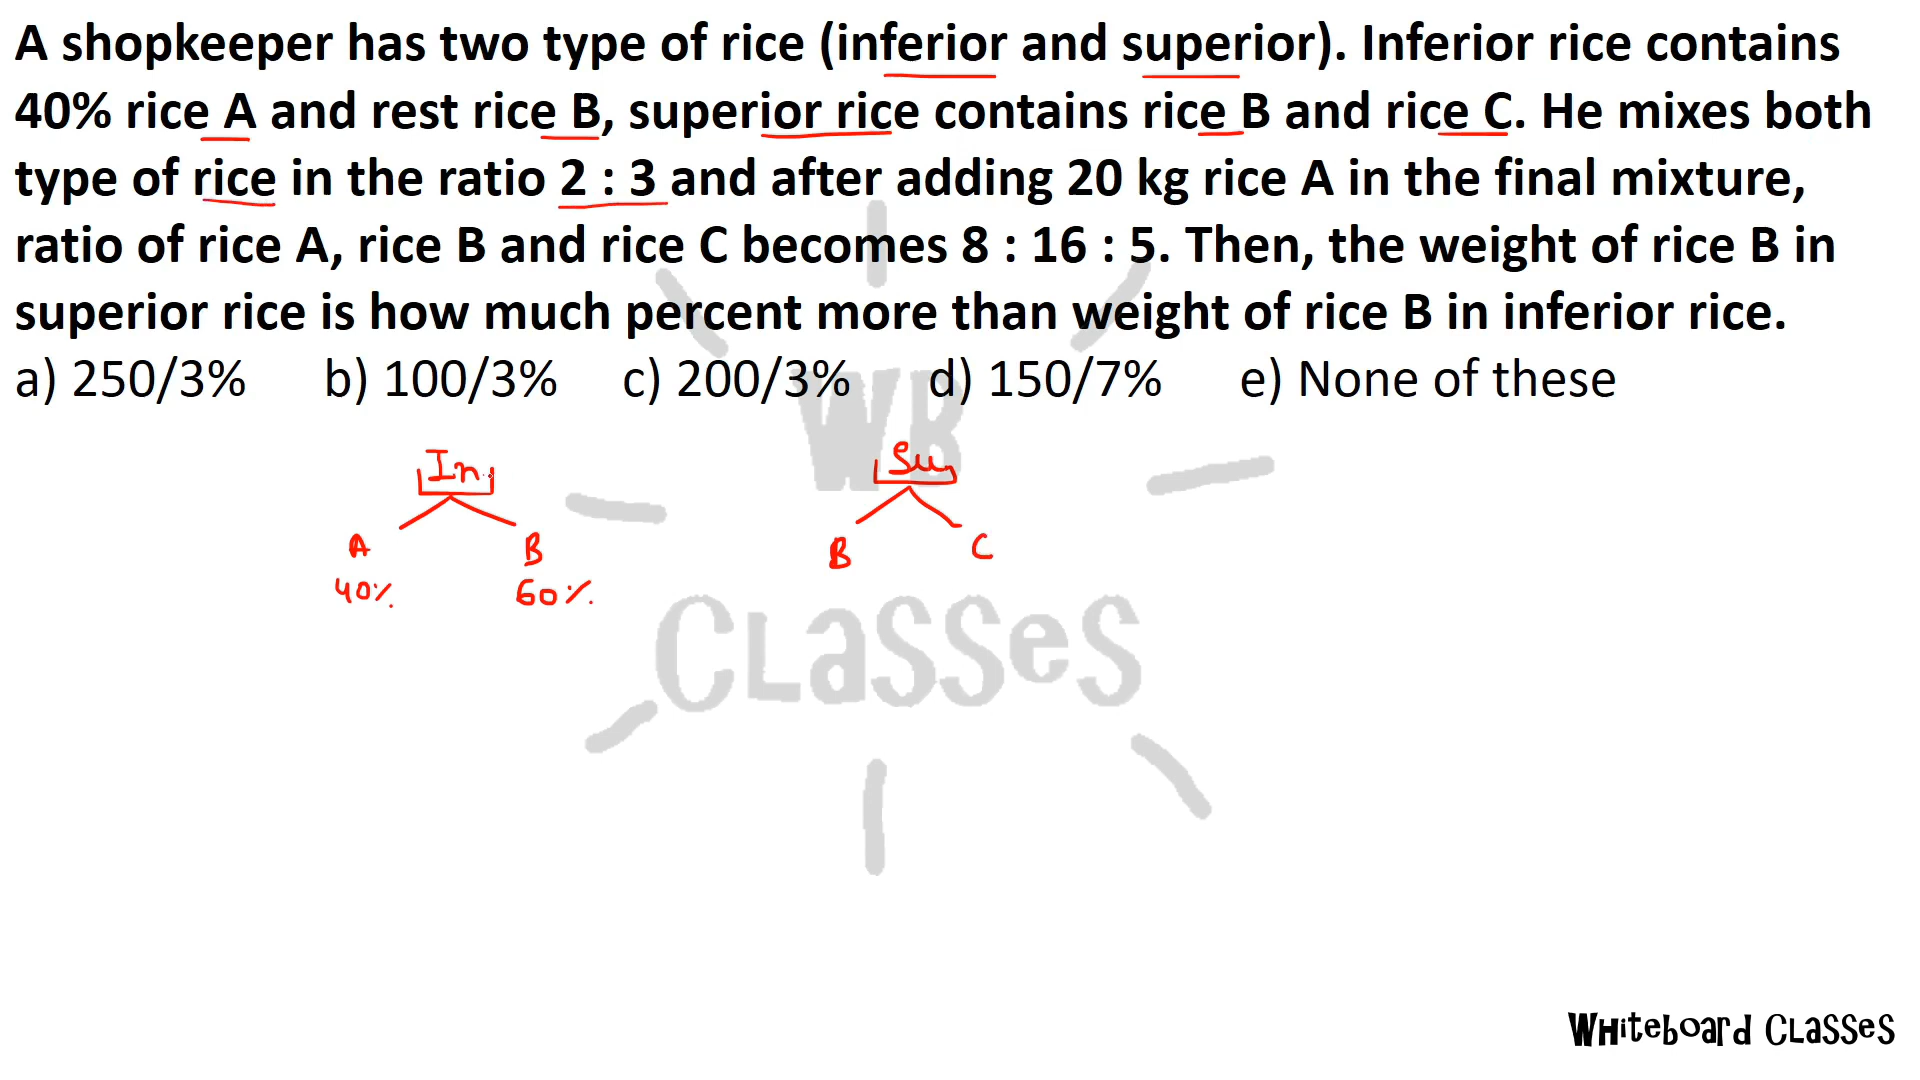 A shopkeeper has two type of rice (inferior and superior). Inferior rice contains
40% rice A and rest rice B, superior rice contains rice B and rice C. He mixes both
type of rice in the ratio 2 : 3 and after adding 20 kg rice A in the final mixture,
ratio of rice A, rice B and rice C becomes 8 : 16 : 5. Then, the weight of rice B in
superior rice is how much percent more than weight of rice B in inferior rice.
a) 250/3% b) 100/3% c) 200/3% d) 150/7% e) None of these
WB
In. Su.
A B B C
40% 60%
CLaSSeS
WHiteboard CLaSSeS